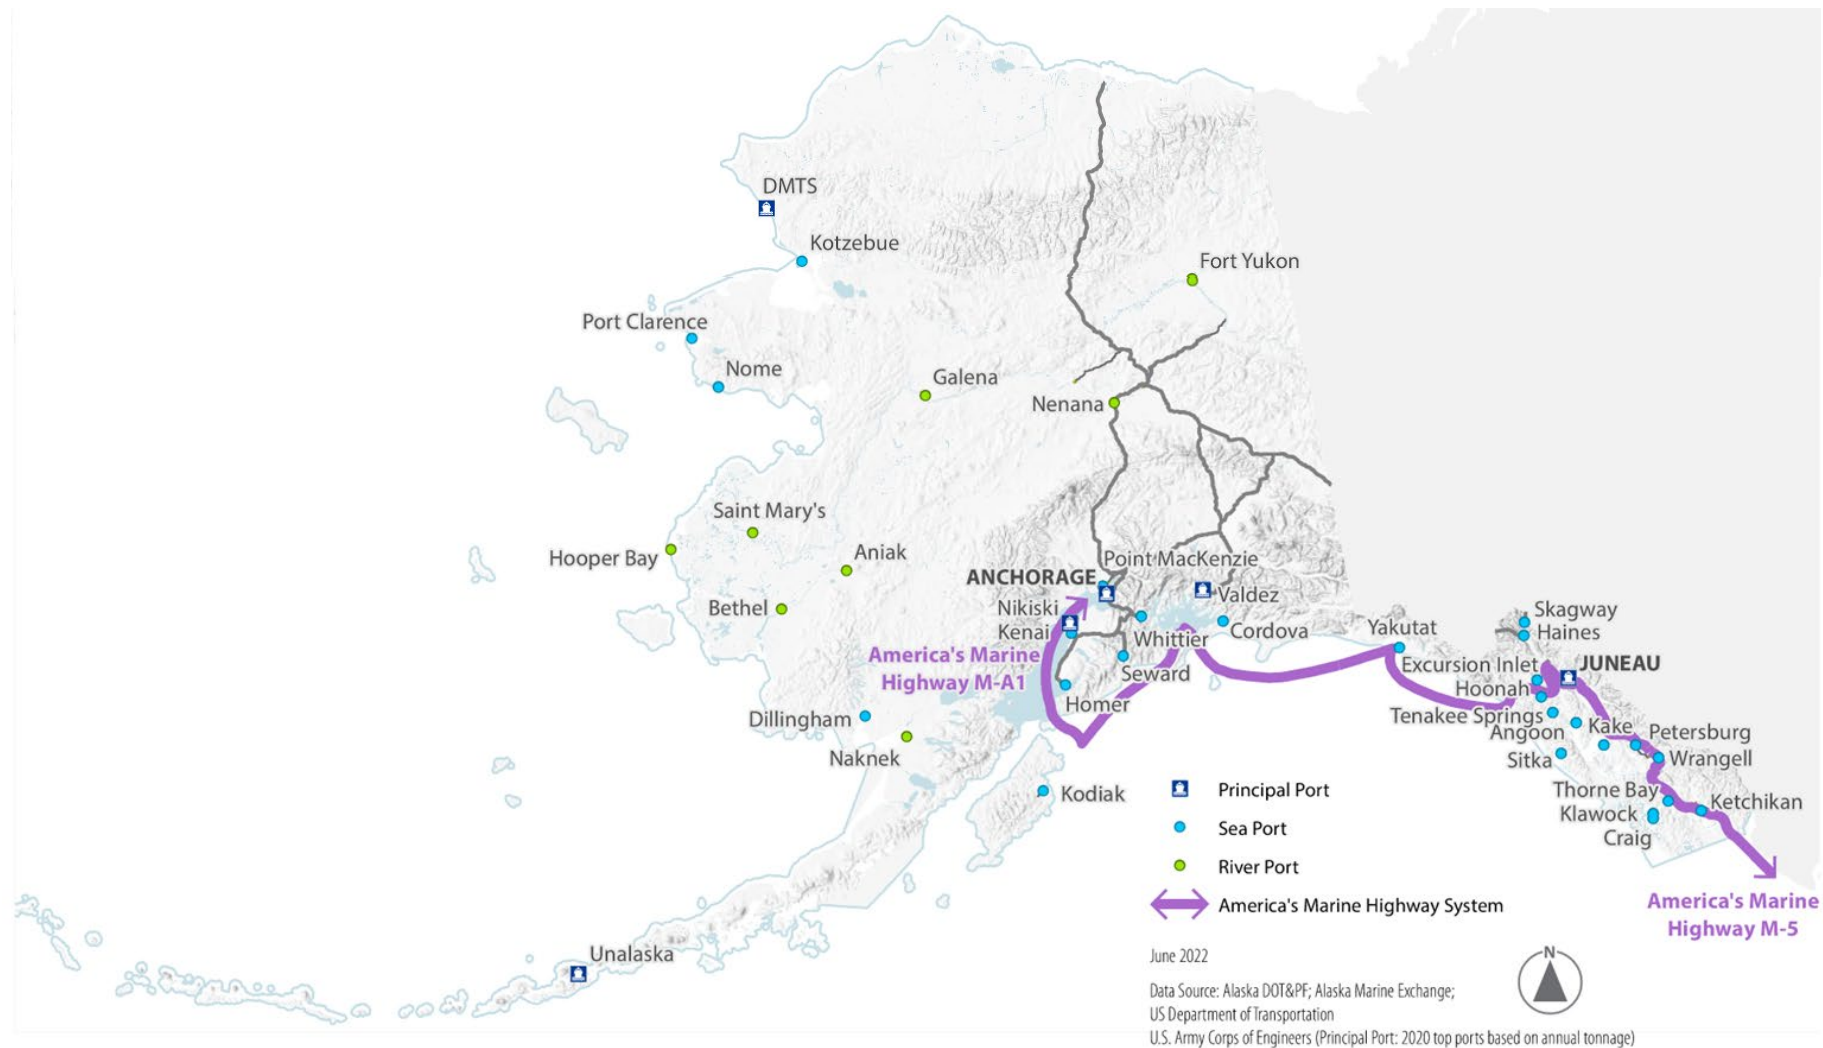 DMTS
Kotzebue
Fort Yukon
Port Clarence
Nome
Galena
Nenana
Saint Mary's
Hooper Bay
Aniak
Bethel
Point MacKenzie
ANCHORAGE
Nikiski
Valdez
Kenai
Whittier
Cordova
Yakutat
Skagway
Haines
America's Marine
Highway M-A1
Seward
Excursion Inlet
JUNEAU
Hoonah
Homer
Dillingham
Tenakee Springs
Angoon
Kake
Petersburg
Naknek
Sitka
Wrangell
Kodiak
Thorne Bay
Ketchikan
Klawock
Craig
Principal Port
Sea Port
River Port
America's Marine Highway System
America's Marine
Highway M-5
Unalaska
June 2022
N
Data Source: Alaska DOT&PF; Alaska Marine Exchange;
US Department of Transportation
U.S. Army Corps of Engineers (Principal Port: 2020 top ports based on annual tonnage)